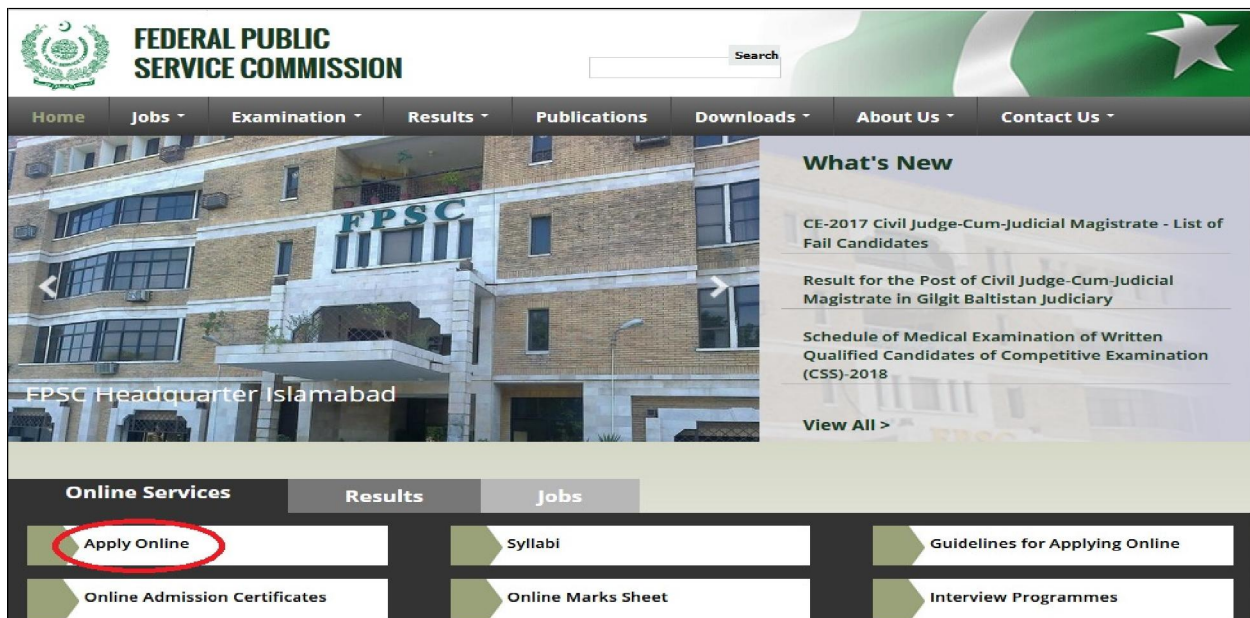 FEDERAL PUBLIC
SERVICE COMMISSION
Search
Home Jobs Examination Results Publications Downloads About Us Contact Us
FPSC
FPSC Headquarter Islamabad
What's New
CE-2017 Civil Judge-Cum-Judicial Magistrate - List of
Fail Candidates
Result for the Post of Civil Judge-Cum-Judicial
Magistrate in Gilgit Baltistan Judiciary
Schedule of Medical Examination of Written
Qualified Candidates of Competitive Examination
(CSS)-2018
View All >
Online Services Results Jobs
Apply Online Syllabi Guidelines for Applying Online
Online Admission Certificates Online Marks Sheet Interview Programmes